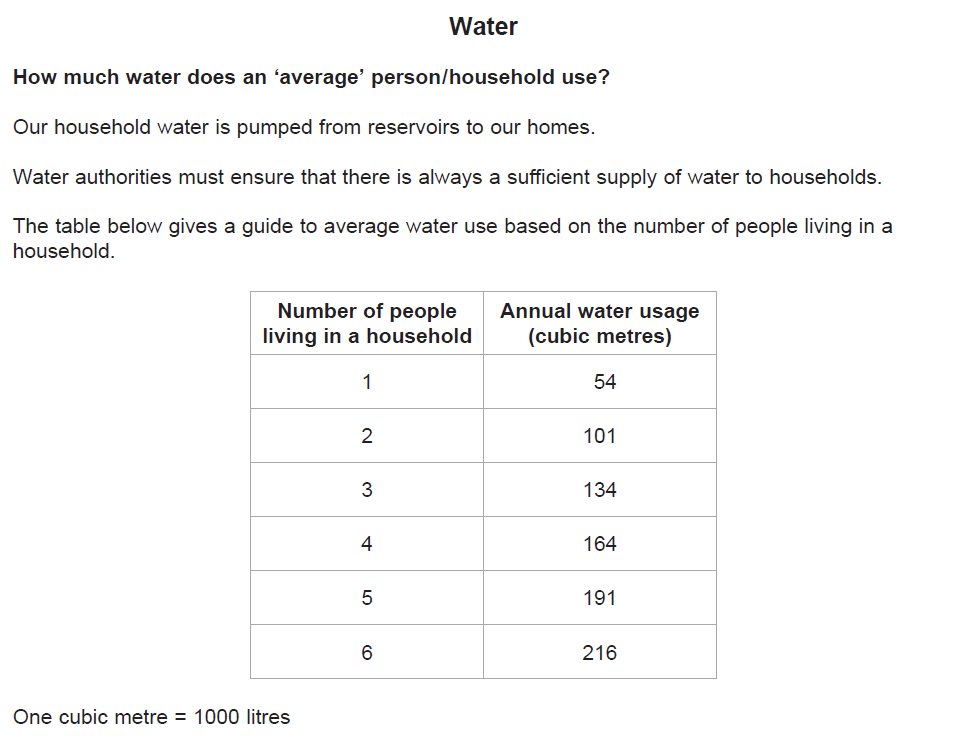 Water
How much water does an ‘average’ person/household use?
Our household water is pumped from reservoirs to our homes.
Water authorities must ensure that there is always a sufficient supply of water to households.
The table below gives a guide to average water use based on the number of people living in a
household.
Number of people living in a household
Annual water usage (cubic metres)
1 54
2 101
3 134
4 164
5 191
6 216
One cubic metre = 1000 litres